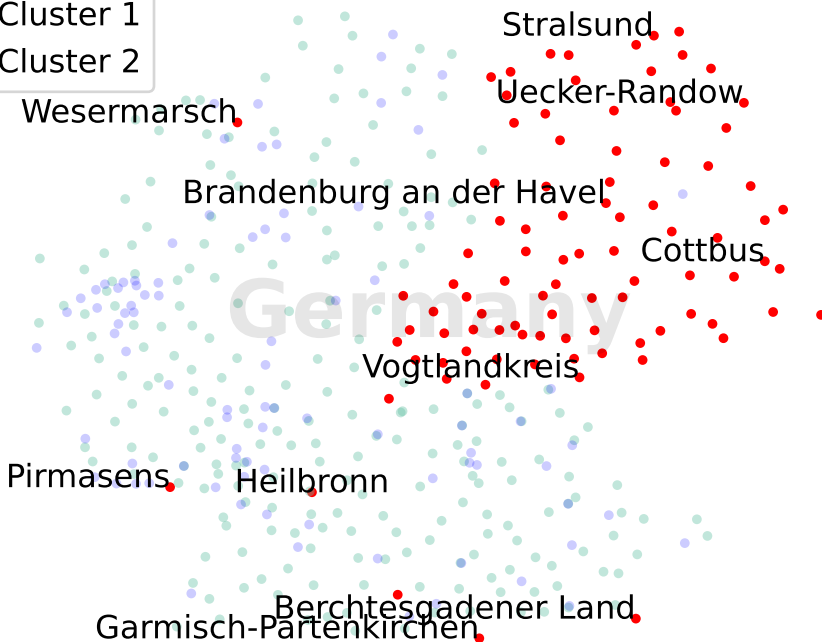 Cluster 1
Stralsund
Cluster 2
Uecker-Randow
Wesermarsch
Brandenburg an der Havel
Cottbus
Germany
Vogtlandkreis
Pirmasens
Heilbronn
Berchtesgadener Land
Garmisch-Partenkirchen